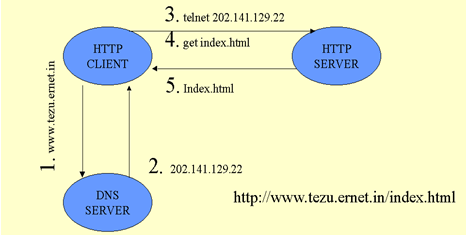 3. telnet 202.141.129.22
HTTP
CLIENT
4. get index.html
HTTP
SERVER
5. Index.html
1. www.tezu.ernet.in
2. 202.141.129.22
DNS
SERVER
http://www.tezu.ernet.in/index.html